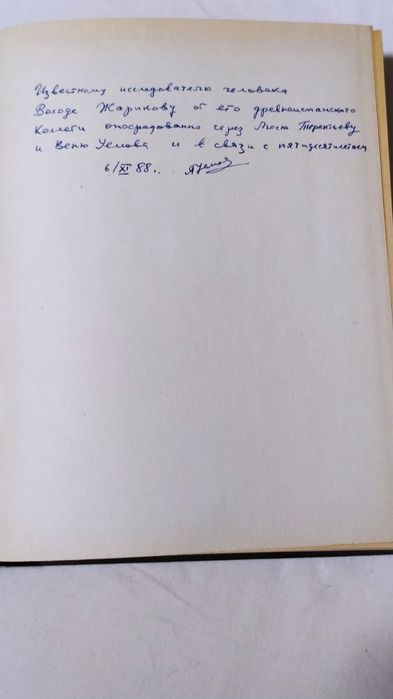 Известному исследователю человека
Володе Жарикову от его древнеиспанского
Коллеги опосредованно через Люсю Терентьеву
и Веню Уемова и в связи с пятидесятилетием
6/XI 88..